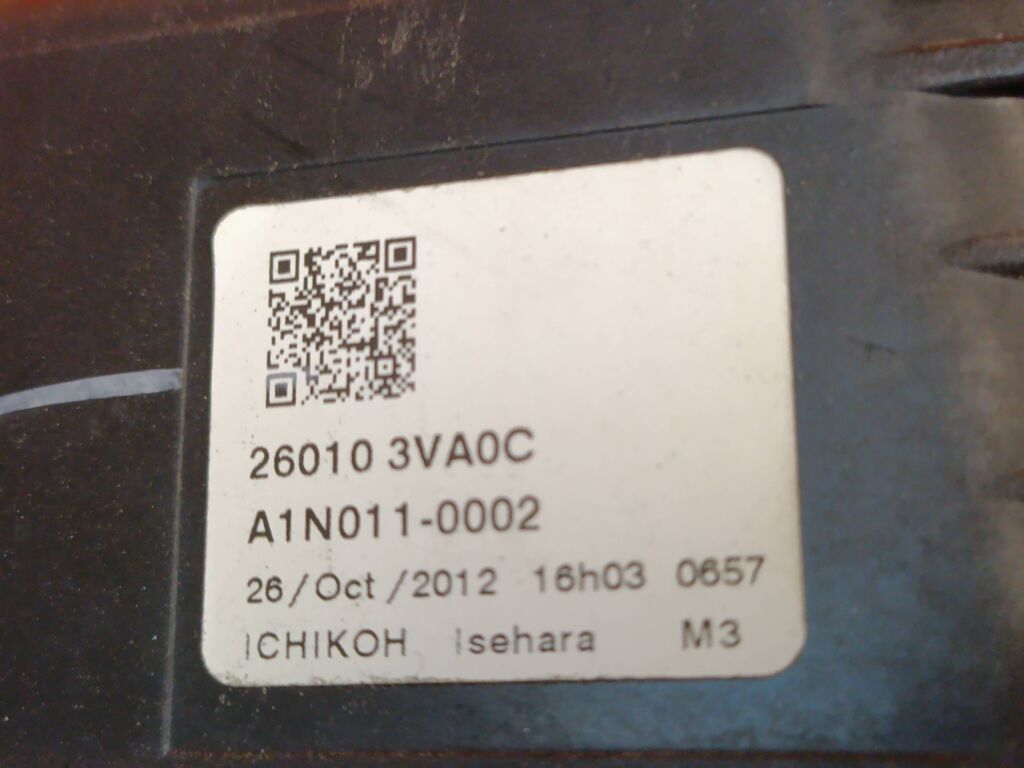 26010 3VA0C
A1N011-0002
26/Oct/2012 16h03 0657
ICHIKOH Isehara M3